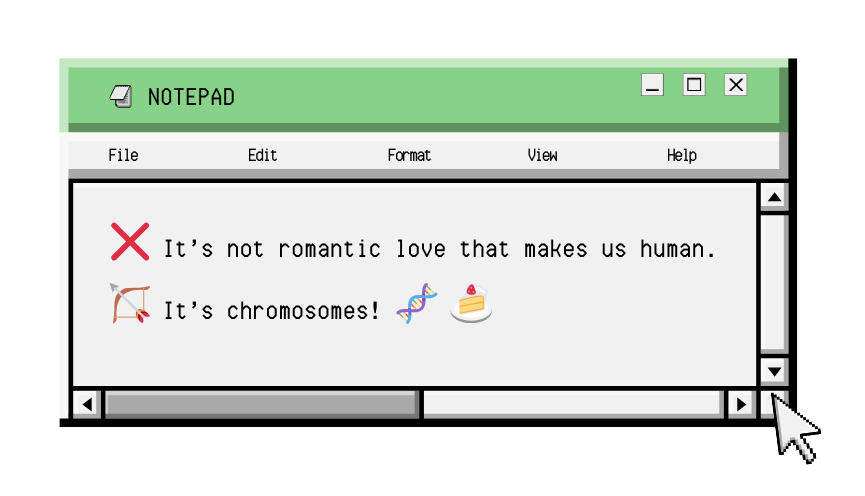 NOTEPAD
File Edit Format View Help
❌ It's not romantic love that makes us human.
🏹 It's chromosomes! 🧬 🍰